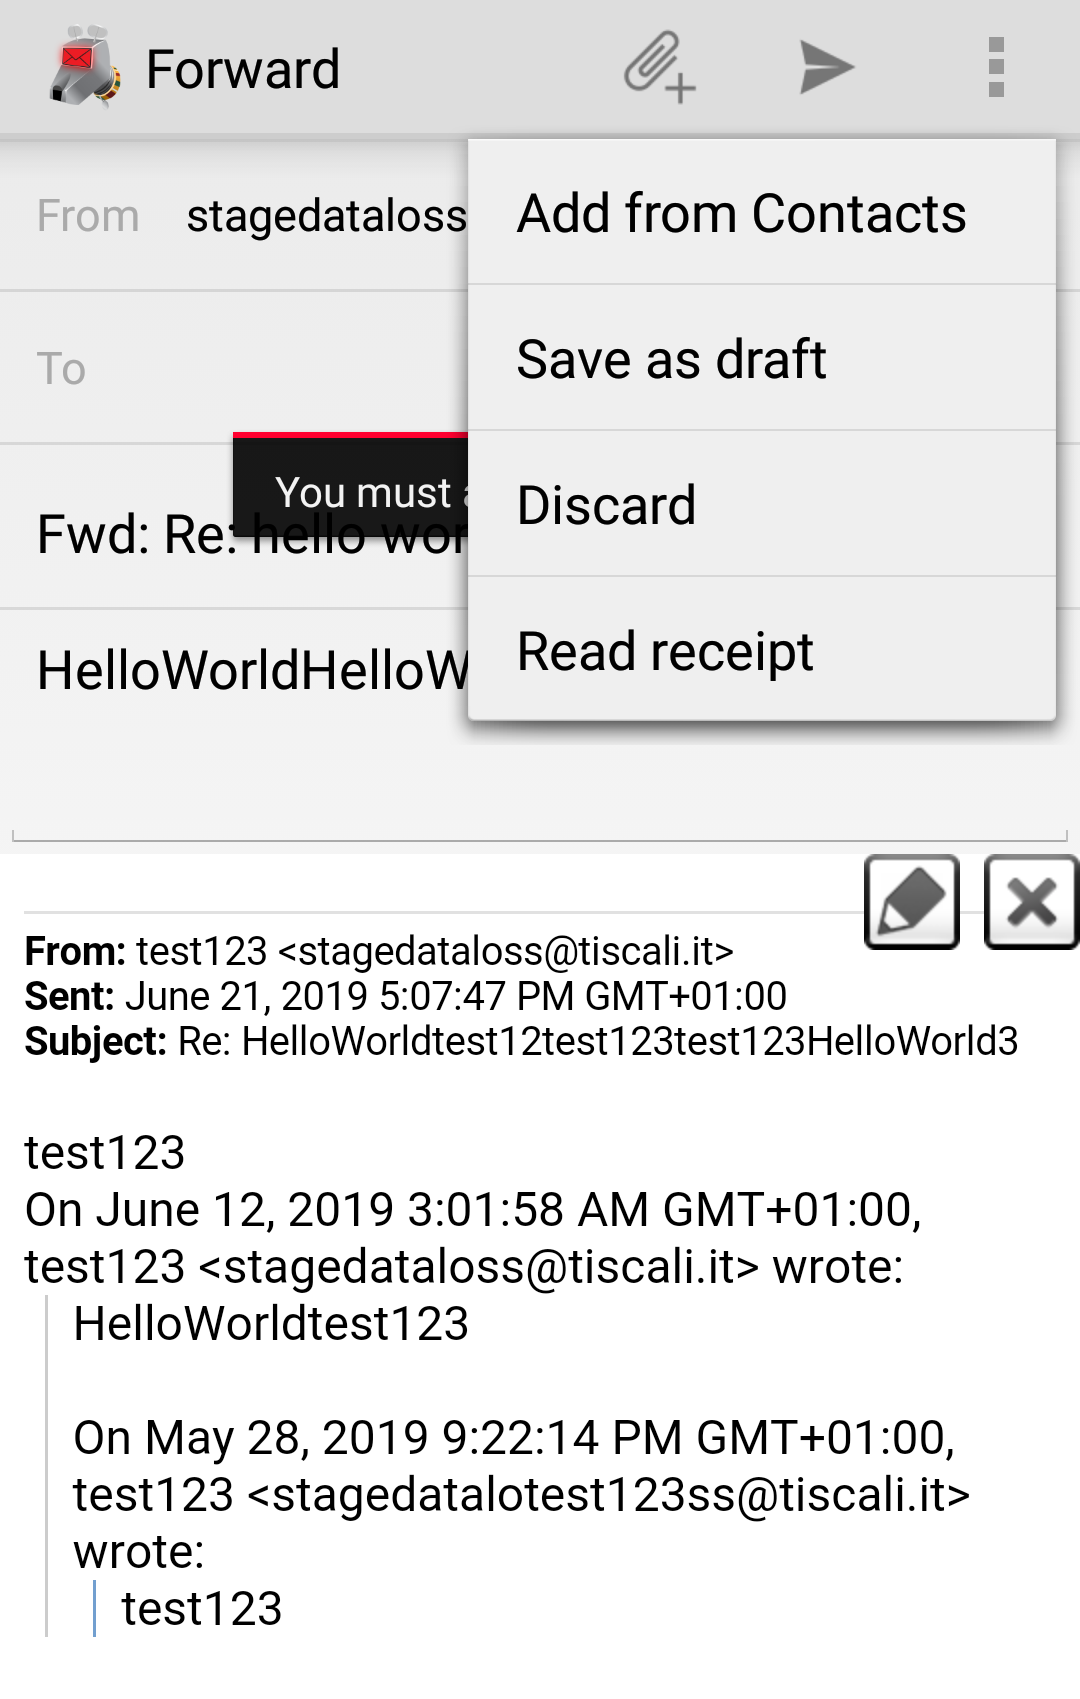 Forward
From stagedataloss
Add from Contacts
To
Save as draft
You must
Fwd: Re: hello
Discard
HelloWorldHelloW
Read receipt
From: test123 <stagedataloss@tiscali.it>
Sent: June 21, 2019 5:07:47 PM GMT+01:00
Subject: Re: HelloWorldtest12test123test123HelloWorld3
test123
On June 12, 2019 3:01:58 AM GMT+01:00,
test123 <stagedataloss@tiscali.it> wrote:
HelloWorldtest123
On May 28, 2019 9:22:14 PM GMT+01:00,
test123 <stagedatalotest123ss@tiscali.it>
wrote:
test123